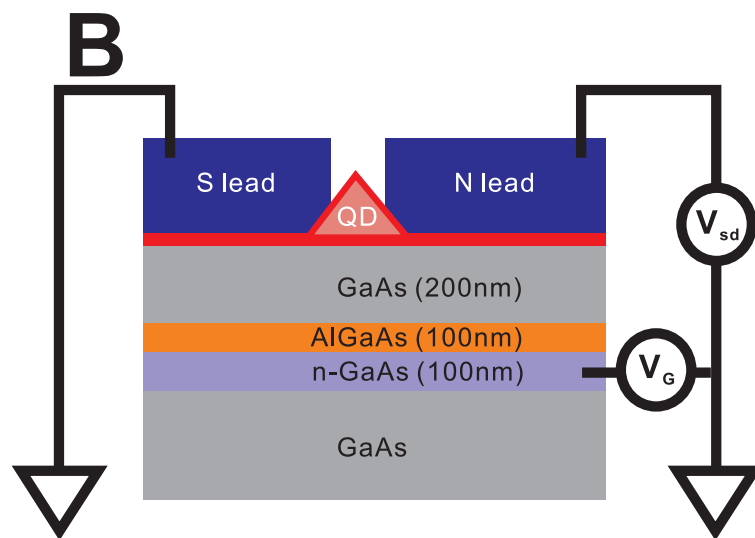 B
S lead
N lead
QD
Vsd
GaAs (200nm)
AlGaAs (100nm)
n-GaAs (100nm)
VG
GaAs